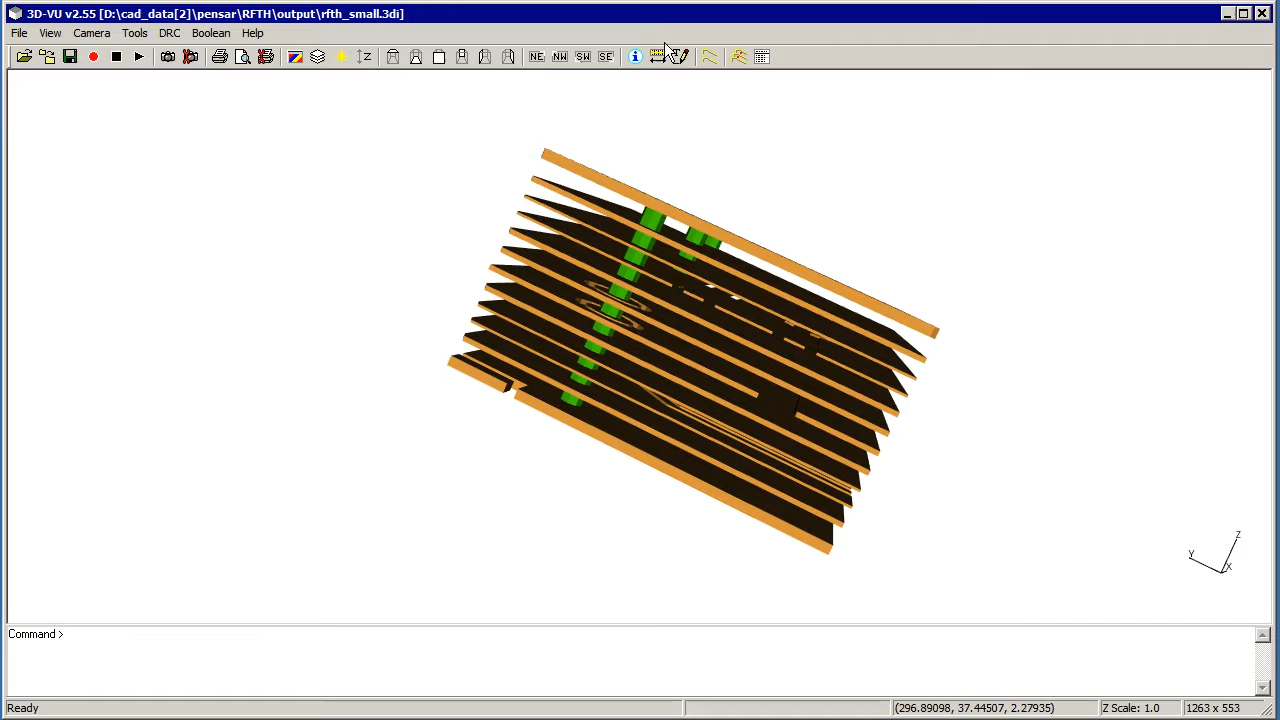 3D-VU v2.55 [D:\cad_data[2]\pensar\RFTH\output\rfth_small.3di]
File View Camera Tools DRC Boolean Help
Z NE NW SW SE i
Z
Y
X
Command >
Ready (296.89098, 37.44507, 2.27935) Z Scale: 1.0 1263 x 553